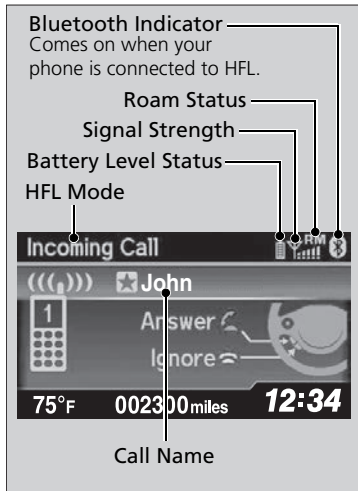 Bluetooth Indicator
Comes on when your
phone is connected to HFL.
Roam Status
Signal Strength
Battery Level Status
HFL Mode
Incoming Call
RM
John
1
Answer
Ignore
75°F 002300 miles 12:34
Call Name